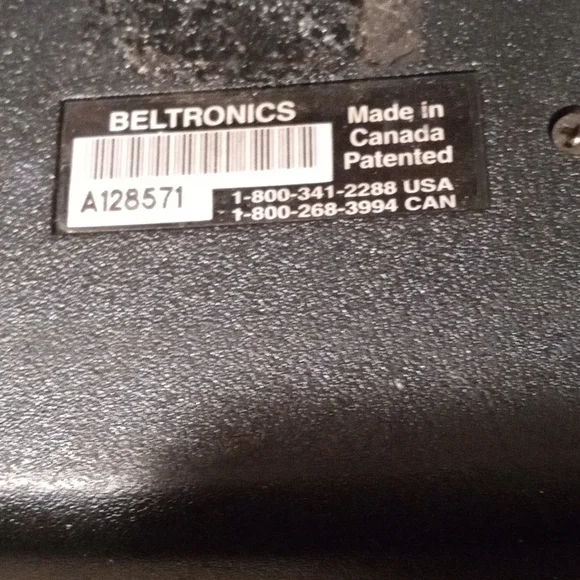 BELTRONICS
Made in
Canada
Patented
A128571
1-800-341-2288 USA
1-800-268-3994 CAN